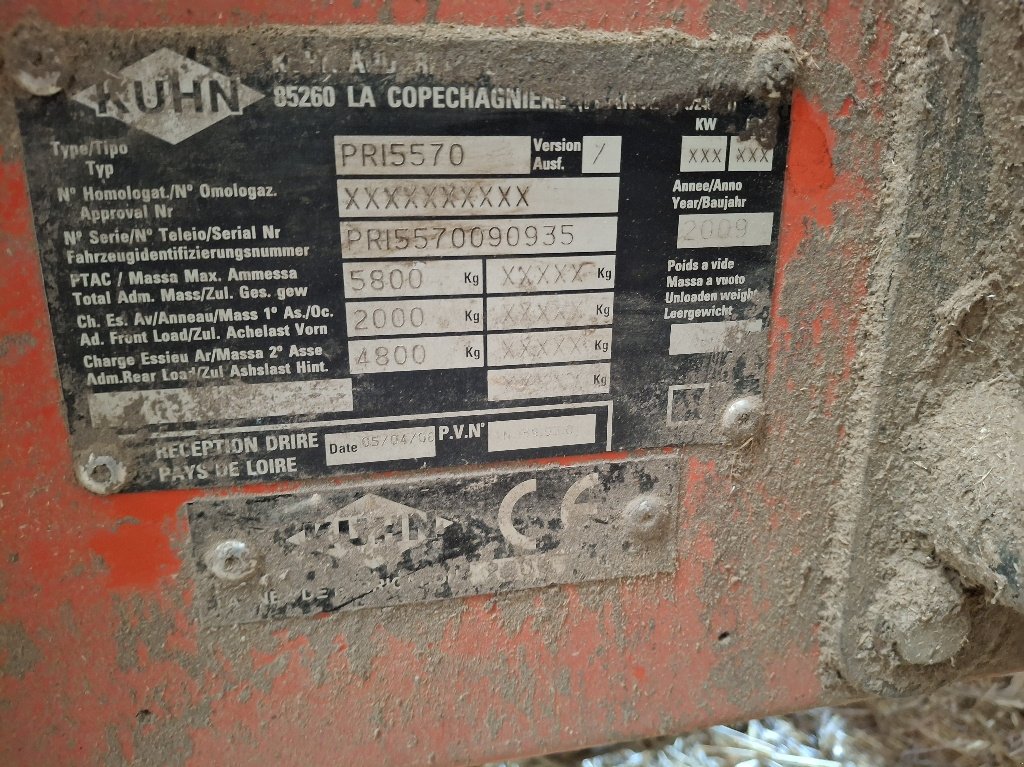 KUHN
85260 LA COPECHAGNIERE
KW
Type/Tipo
Typ
PRI5570
Version
Ausf.
/
XXX XXX
N° Homologat./N° Omologaz.
Approval Nr
XXXXXXXXXX
Annee/Anno
Year/Baujahr
2009
N° Serie/N° Teleio/Serial Nr
Fahrzeugidentifizierungsnummer
PRI5570090935
PTAC / Massa Max. Ammessa
Total Adm. Mass/Zul. Ges. gew
5800 Kg
XXXXX Kg
Poids a vide
Massa a vuoto
Unloaden weight
Leergewicht
Ch. Es. Av/Anneau/Mass 1° As./Oc.
Ad. Front Load/Zul. Achelast Vorn
2000 Kg
XXXXX Kg
Charge Essieu Ar/Massa 2° Asse
Adm.Rear Load/Zul Ashslast Hint.
4800 Kg
XXXXX Kg
XXXXX Kg
RECEPTION DRIRE
PAYS DE LOIRE
Date 05/04/06
P.V.N°
KUHN
CE